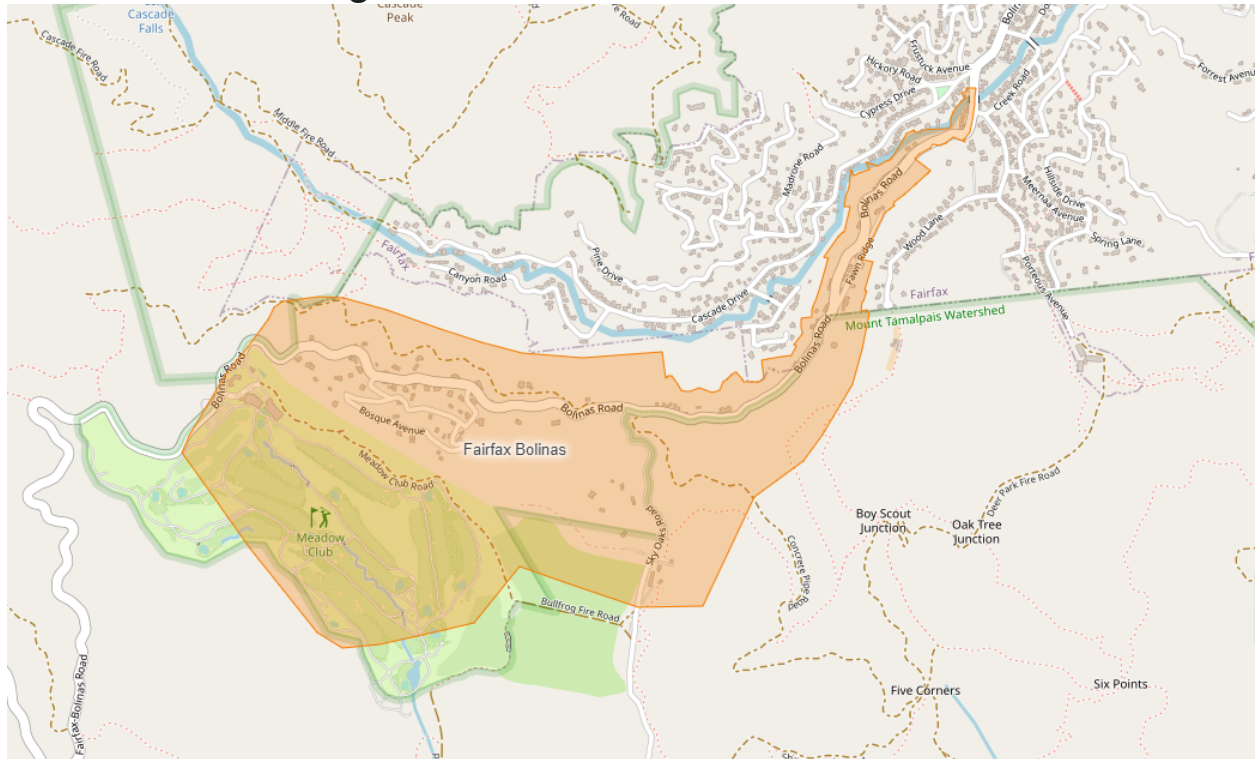 Cascade
Falls
Cascade
Peak
Cascade Fire Road
Middle Fire Road
Frustuck Avenue
Hickory Road
Cypress Drive
Creek Road
Forrest Avenu
Madrone Road
Bolinas Road
Hillside Drive
Meernaa Avenue
Wood Lane
Spring Lane
Fairfax
Canyon Road
Pine Drive
Fawn Ridge
Porteous Avenue
Cascade Drive
Fairfax
Mount Tamalpais Watershed
Bolinas Road
Bolinas Road
Bolinas Road
Bosque Avenue
Fairfax Bolinas
Meadow Club Road
Deer Park Fire Road
Meadow
Club
Boy Scout
Junction
Oak Tree
Junction
Sky Oaks Road
Concrete Pipe Road
Bullfrog Fire Road
Fairfax-Bolinas Road
Five Corners
Six Points